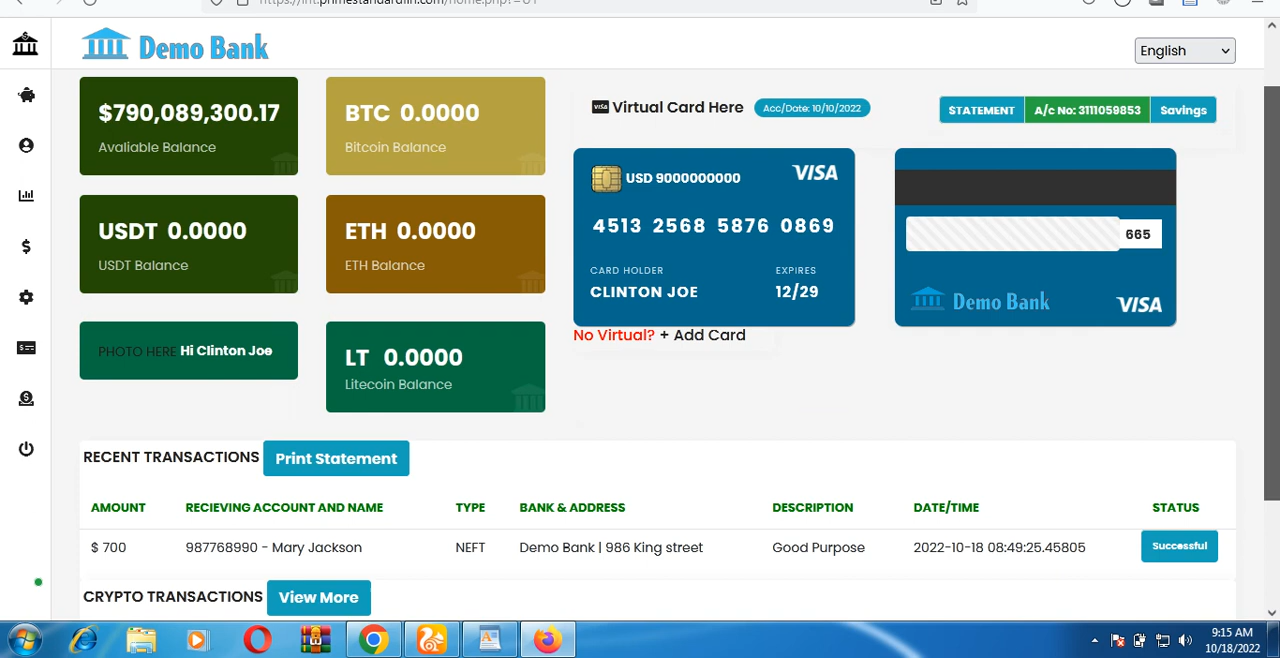 Demo Bank
English
$790,089,300.17
Avaliable Balance
BTC 0.0000
Bitcoin Balance
VISA Virtual Card Here
Acc/Date: 10/10/2022
STATEMENT A/c No: 3111059853 Savings
USDT 0.0000
USDT Balance
ETH 0.0000
ETH Balance
USD 9000000000 VISA
4513 2568 5876 0869
CARD HOLDER EXPIRES
CLINTON JOE 12/29
665
Demo Bank VISA
No Virtual? + Add Card
PHOTO HERE Hi Clinton Joe
LT 0.0000
Litecoin Balance
RECENT TRANSACTIONS Print Statement
AMOUNT RECIEVING ACCOUNT AND NAME TYPE BANK & ADDRESS DESCRIPTION DATE/TIME STATUS
$ 700 987768990 - Mary Jackson NEFT Demo Bank | 986 King street Good Purpose 2022-10-18 08:49:25.45805 Successful
CRYPTO TRANSACTIONS View More
9:15 AM
10/18/2022